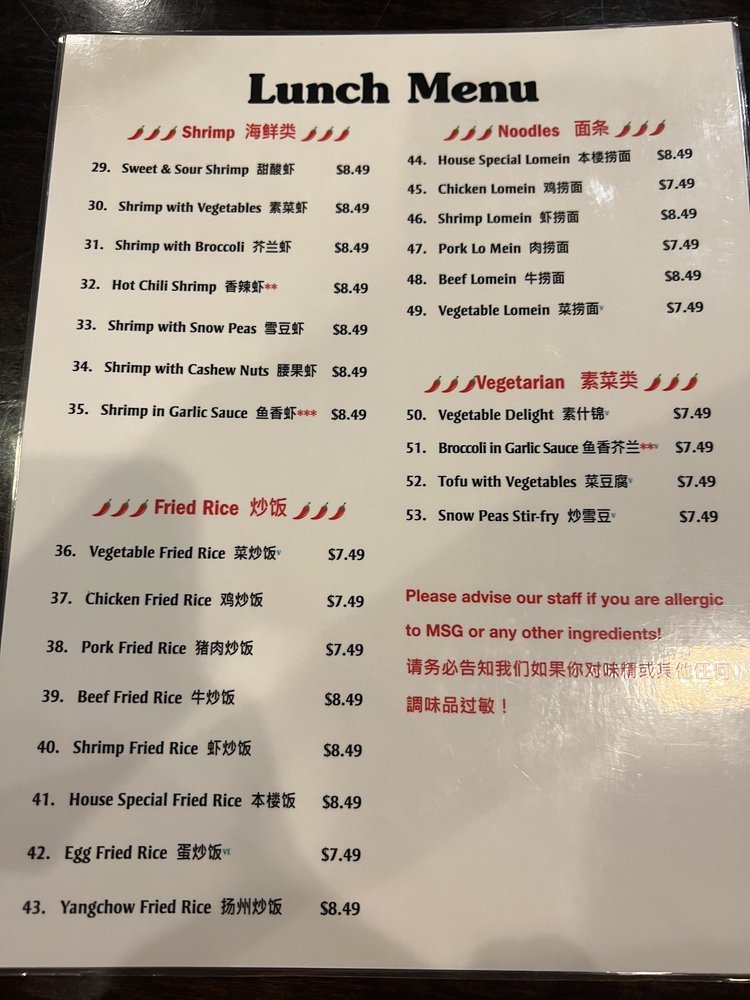 Lunch Menu
Shrimp 海鲜类
29. Sweet & Sour Shrimp 甜酸虾 $8.49
30. Shrimp with Vegetables 素菜虾 $8.49
31. Shrimp with Broccoli 芥兰虾 $8.49
32. Hot Chili Shrimp 香辣虾** $8.49
33. Shrimp with Snow Peas 雪豆虾 $8.49
34. Shrimp with Cashew Nuts 腰果虾 $8.49
35. Shrimp in Garlic Sauce 鱼香虾*** $8.49
Fried Rice 炒饭
36. Vegetable Fried Rice 菜炒饭V $7.49
37. Chicken Fried Rice 鸡炒饭 $7.49
38. Pork Fried Rice 猪肉炒饭 $7.49
39. Beef Fried Rice 牛炒饭 $8.49
40. Shrimp Fried Rice 虾炒饭 $8.49
41. House Special Fried Rice 本楼饭 $8.49
42. Egg Fried Rice 蛋炒饭VE $7.49
43. Yangchow Fried Rice 扬州炒饭 $8.49
Noodles 面条
44. House Special Lomein 本楼捞面 $8.49
45. Chicken Lomein 鸡捞面 $7.49
46. Shrimp Lomein 虾捞面 $8.49
47. Pork Lo Mein 肉捞面 $7.49
48. Beef Lomein 牛捞面 $8.49
49. Vegetable Lomein 菜捞面V $7.49
Vegetarian 素菜类
50. Vegetable Delight 素什锦V $7.49
51. Broccoli in Garlic Sauce 鱼香芥兰**V $7.49
52. Tofu with Vegetables 菜豆腐V $7.49
53. Snow Peas Stir-fry 炒雪豆V $7.49
Please advise our staff if you are allergic
to MSG or any other ingredients!
请务必告知我们如果你对味精或其他任何
調味品过敏！